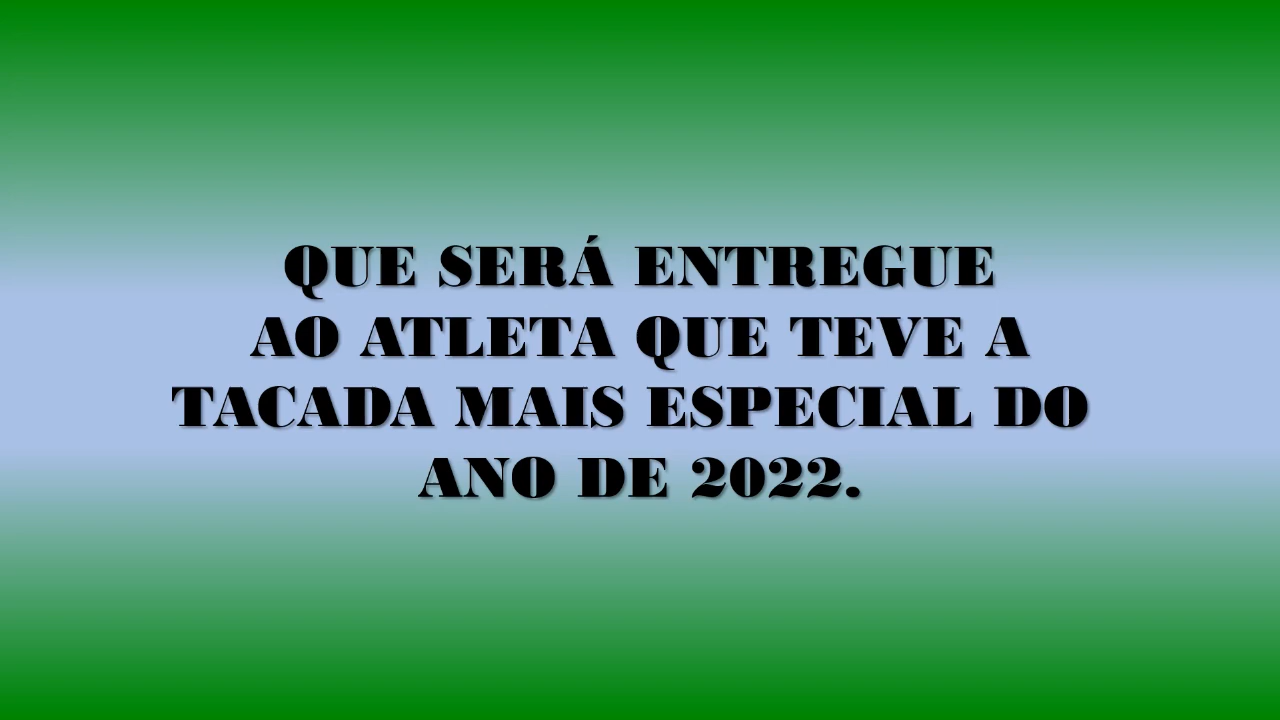 QUE SERÁ ENTREGUE
AO ATLETA QUE TEVE A
TACADA MAIS ESPECIAL DO
ANO DE 2022.